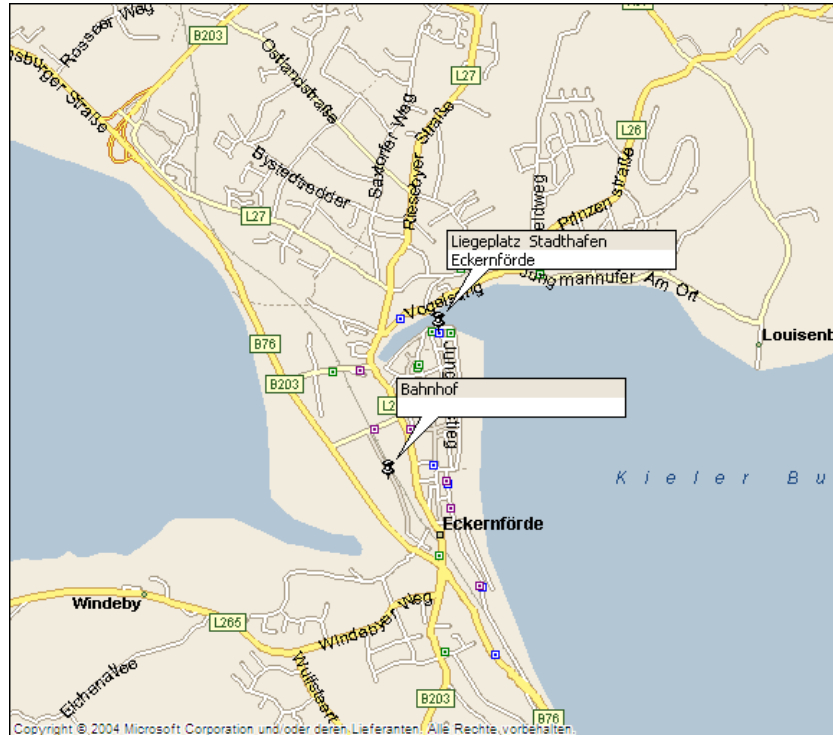 Rosseer Weg
B203
nsburger Straße
Ostlandstraße
L27
Saxtorfer Weg
Riesebyer Straße
L26
Bystedtredder
Prinzenstraße
L27
Liegeplatz Stadthafen
Eckernförde
Jungmannufer
Am Ort
Vogelsang
Louisenb
B76
B203
Bahnhof
Kieler Bu
Eckernförde
Windeby
L265
Windebyer Weg
Eichenallee
B203
B76
Copyright © 2004 Microsoft Corporation und/oder deren Lieferanten. Alle Rechte vorbehalten.